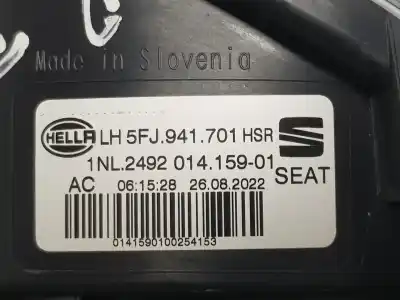 Made in Slovenia
HELLA LH 5FJ.941.701 HSR
1NL.2492 014.159-01
SEAT
AC 06:15:28 26.08.2022
0141590100254153